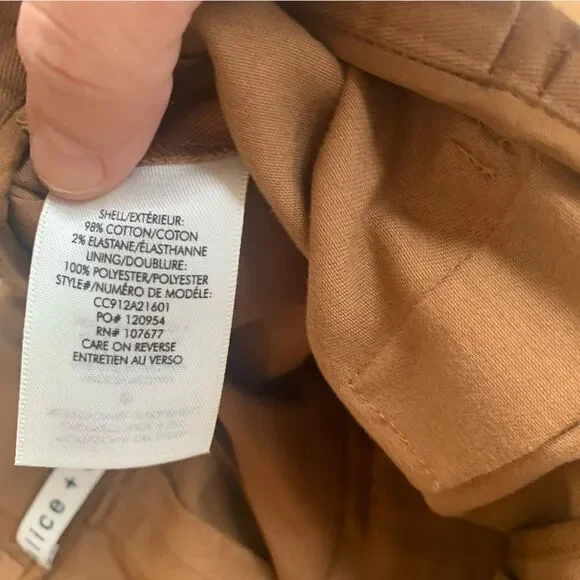 SHELL/EXTÉRIEUR:
98% COTTON/COTON
2% ELASTANE/ÉLASTHANNE
LINING/DOUBLURE:
100% POLYESTER/POLYESTER
STYLE#/NUMÉRO DE MODÈLE:
CC912A21601
PO# 120954
RN# 107677
CARE ON REVERSE
ENTRETIEN AU VERSO
lice +